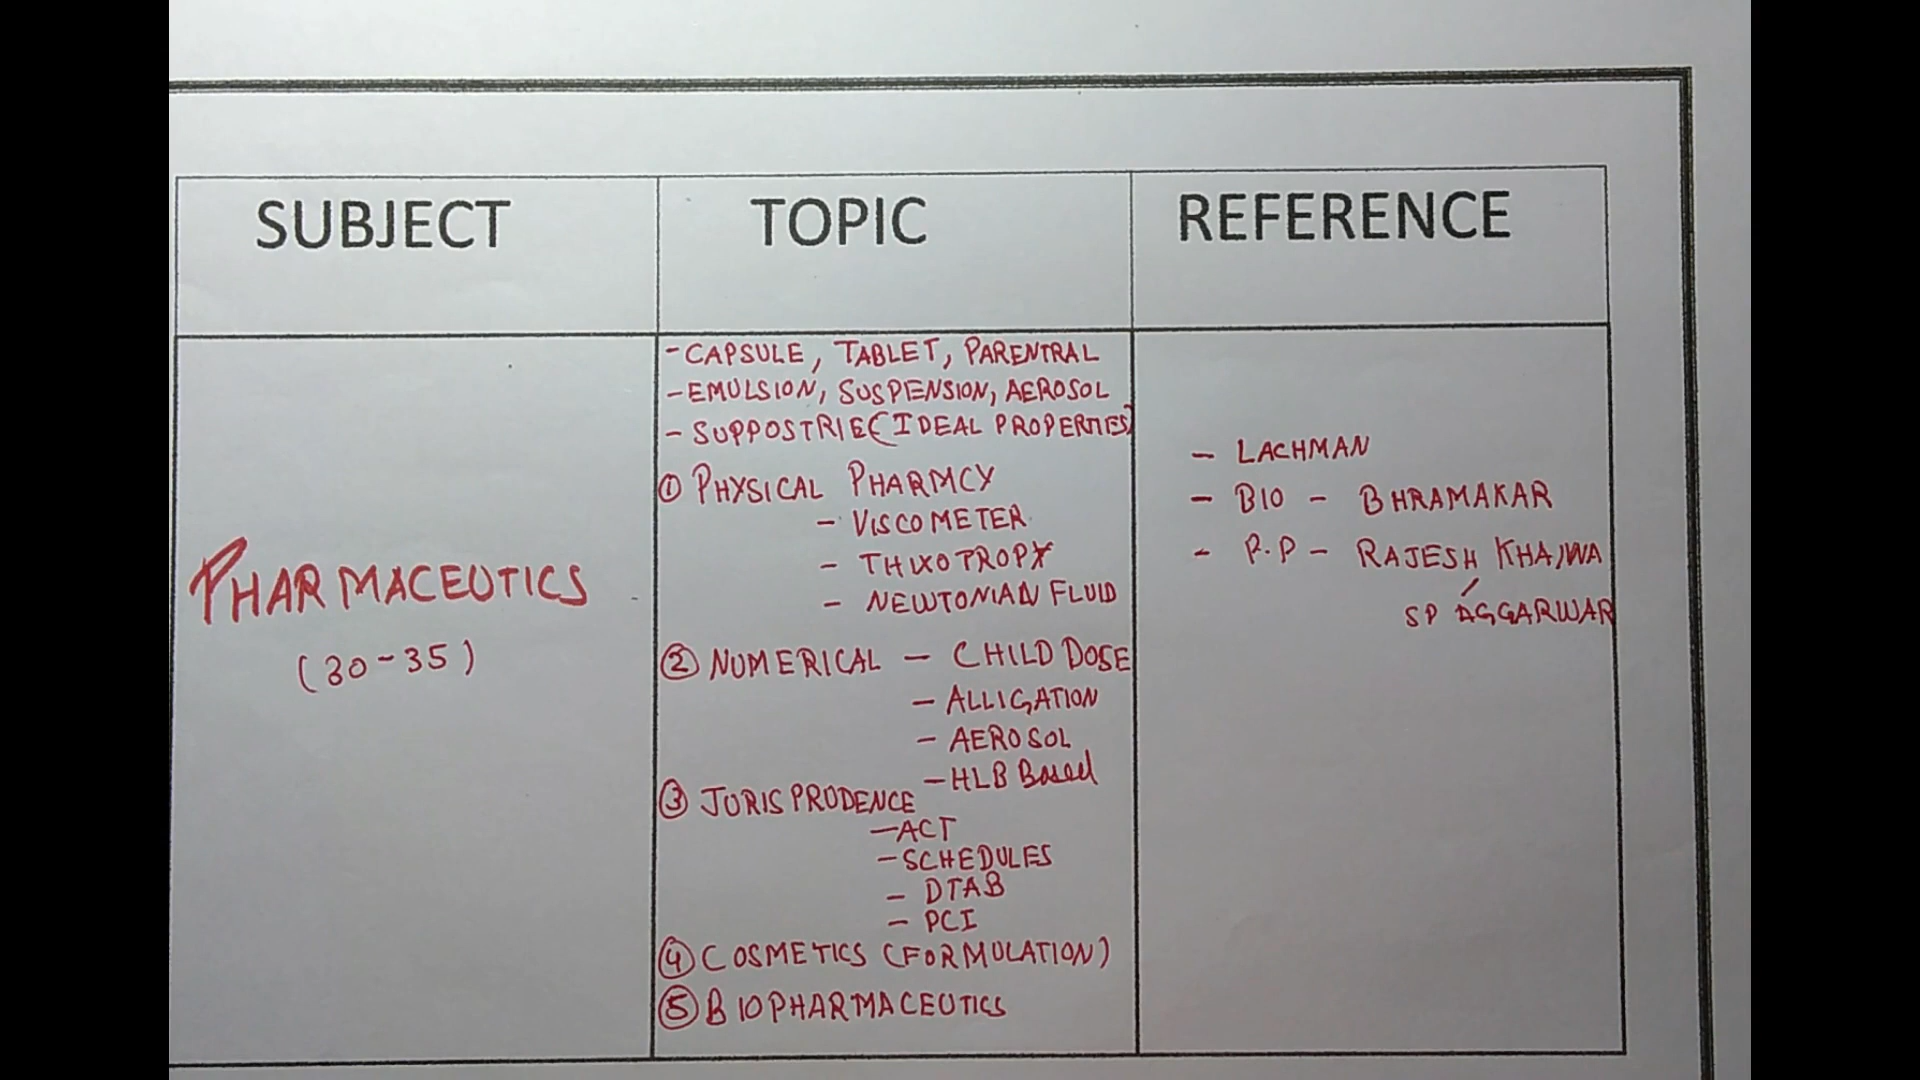 SUBJECT
TOPIC
REFERENCE
PHARMACEUTICS
(30-35)
- CAPSULE, TABLET, PARENTRAL
- EMULSION, SUSPENSION, AEROSOL
- SUPPOSTRIE (IDEAL PROPERTIES)
① PHYSICAL PHARMCY
- VISCOMETER
- THIXOTROPY
- NEWTONIAN FLUID
② NUMERICAL - CHILD DOSE
- ALLIGATION
- AEROSOL
- HLB Based
③ JURISPRUDENCE
- ACT
- SCHEDULES
- DTAB
- PCI
④ COSMETICS (FORMULATION)
⑤ BIOPHARMACEUTICS
- LACHMAN
- BIO - BHRAMAKAR
- P.P - RAJESH KHAJWA
/
SP AGGARWAR